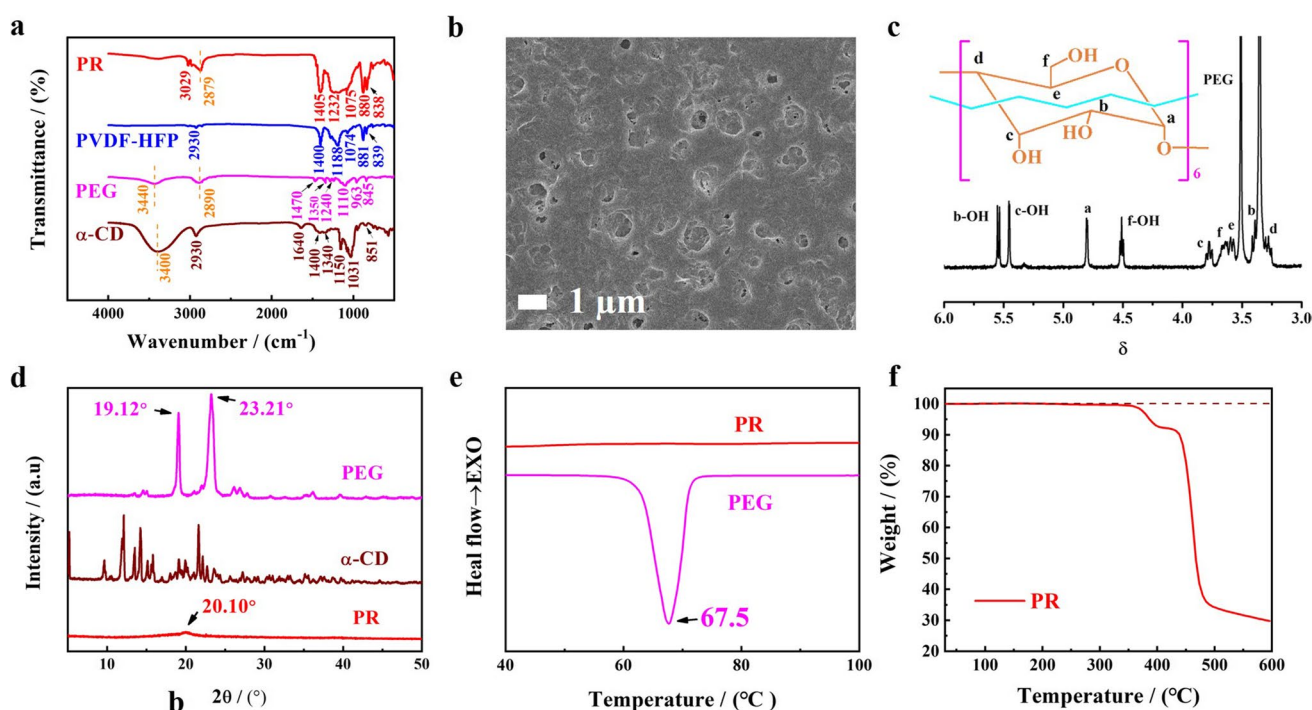 a
Transmittance / (%)
PR
3029
2879
1405
1232
1075
880
838
PVDF-HFP
2930
1400
1188
1074
881
839
PEG
3440
2890
1470
1350
1240
1110
963
845
α-CD
3400
2930
1640
1400
1340
1150
1031
851
4000 3000 2000 1000
Wavenumber / (cm-1)
b
1 μm
c
d
f
OH
O
e
b
a
HO
c
OH
O
6
PEG
b-OH
c-OH
a
f-OH
c
f
e
b
d
6.0 5.5 5.0 4.5 4.0 3.5 3.0
δ
d
Intensity / (a.u)
19.12°
23.21°
PEG
α-CD
20.10°
PR
10 20 30 40 50
2θ / (°)
b
e
Heal flow→EXO
PR
PEG
67.5
40 60 80 100
Temperature / (℃)
f
Weight / (%)
100
90
80
70
60
50
40
30
20
PR
100 200 300 400 500 600
Temperature / (℃)